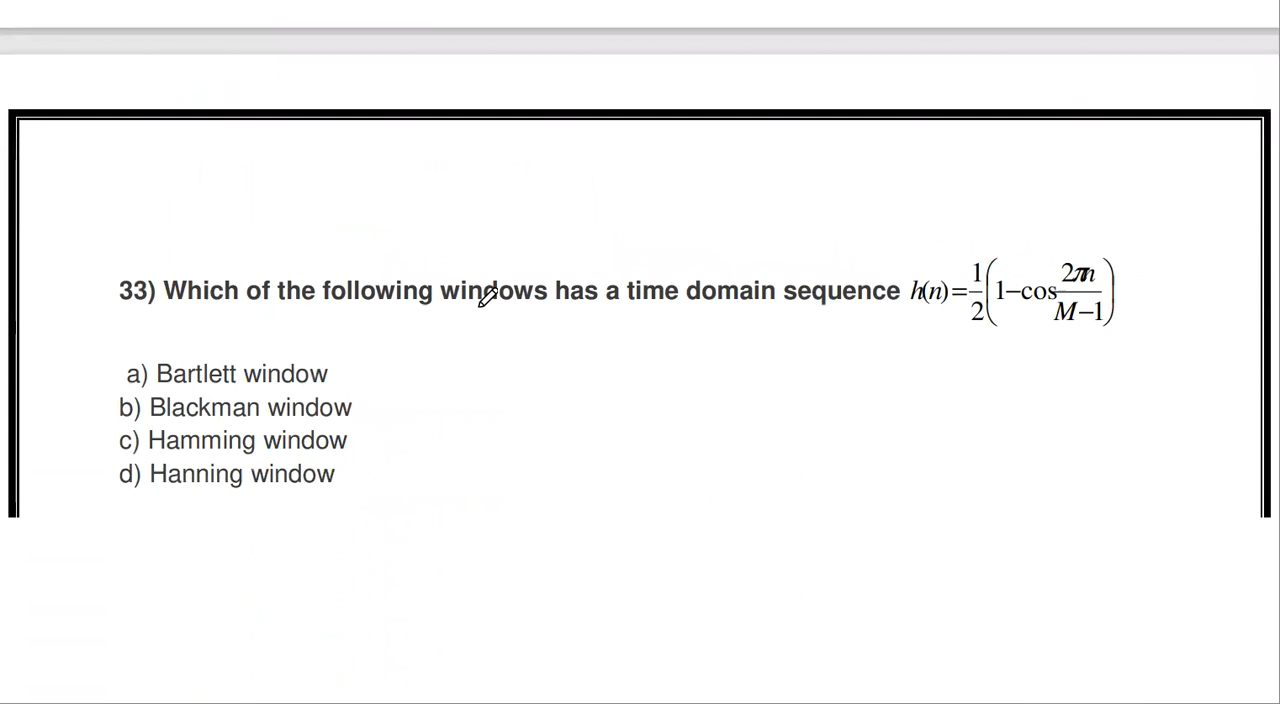 33) Which of the following windows has a time domain sequence h(n)=1/2(1−cos 2πn/M−1)
a) Bartlett window
b) Blackman window
c) Hamming window
d) Hanning window